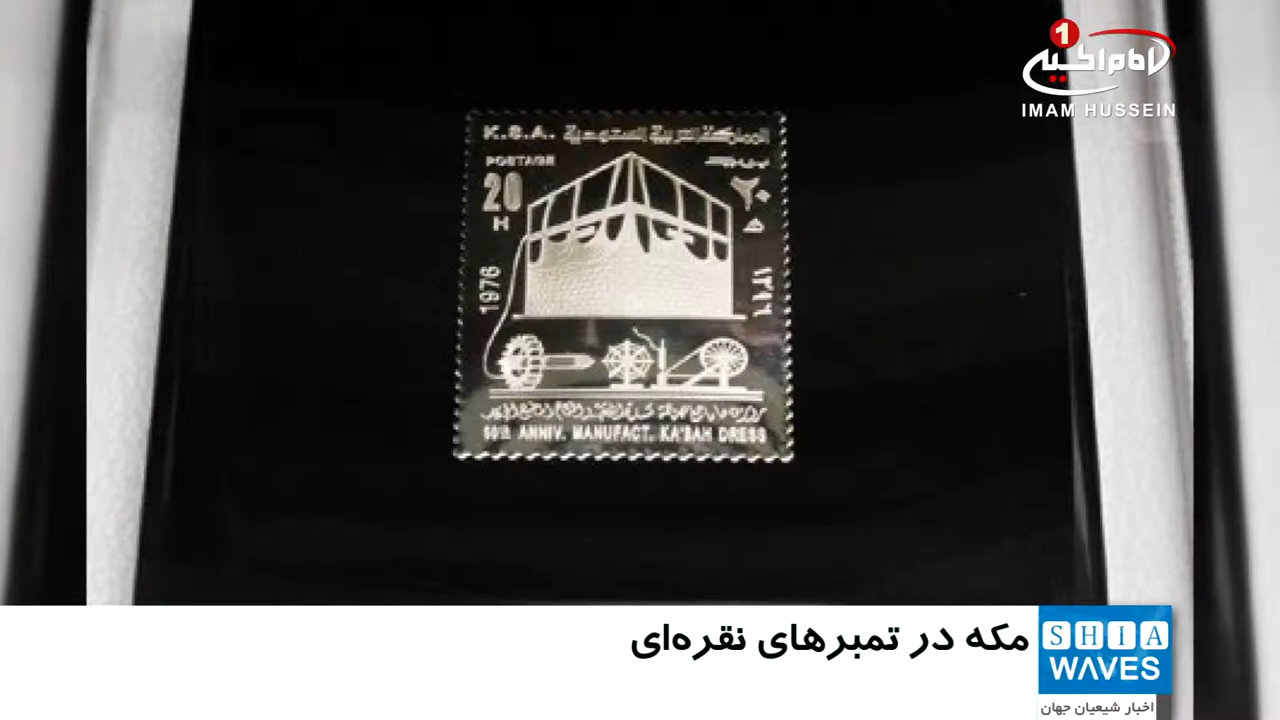 1
امام حسین
IMAM HUSSEIN
K.S.A. المملكة العربية السعودية
POSTAGE
20 ٢٠
H ھ
1976 ١٣٩٦
50th ANNIV. MANUFACT. KA'BAH DRESS
مکه در تمبرهای نقره‌ای
SHIA
WAVES
اخبار شیعیان جهان